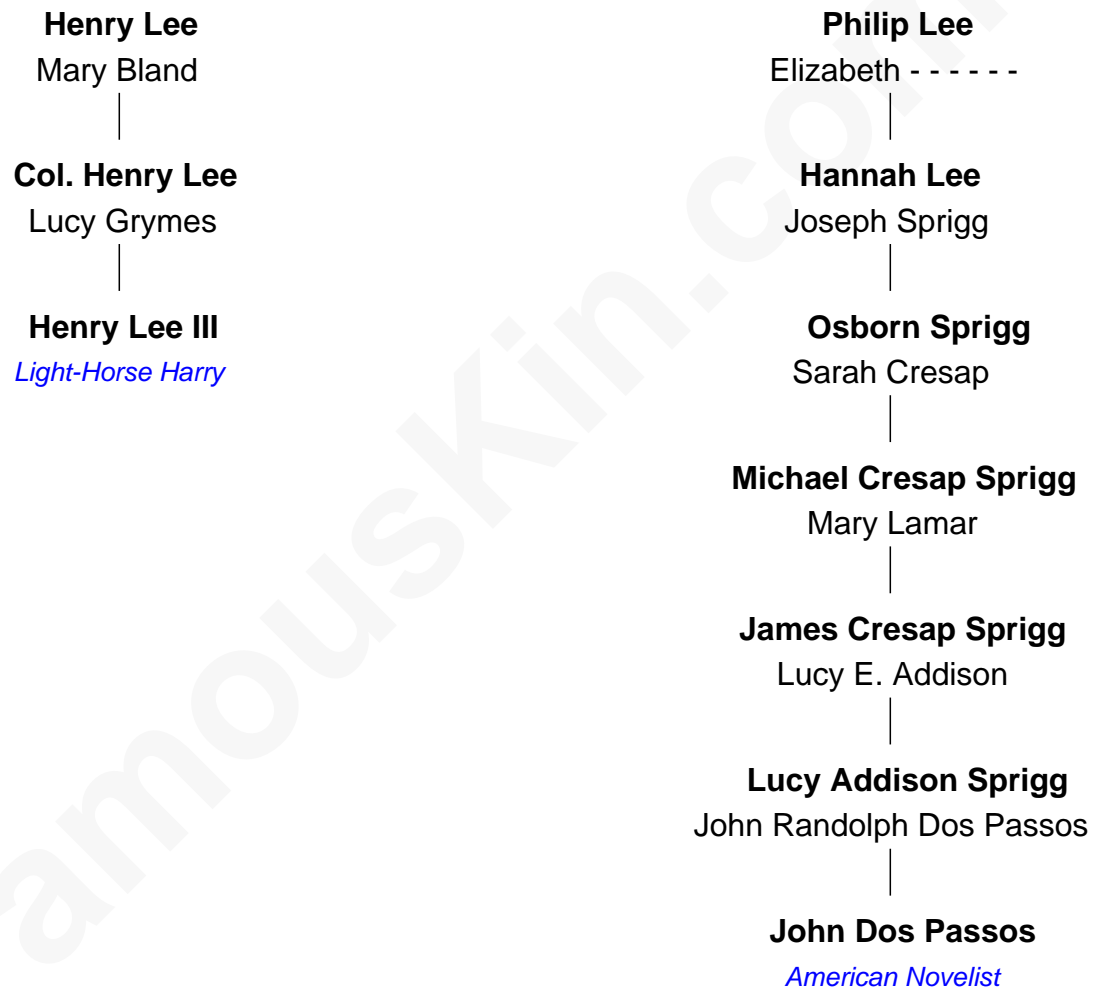 Henry Lee
Mary Bland
Col. Henry Lee
Lucy Grymes
Henry Lee III
Light-Horse Harry
Philip Lee
Elizabeth - - - - - -
Hannah Lee
Joseph Sprigg
Osborn Sprigg
Sarah Cresap
Michael Cresap Sprigg
Mary Lamar
James Cresap Sprigg
Lucy E. Addison
Lucy Addison Sprigg
John Randolph Dos Passos
John Dos Passos
American Novelist
amouskin.com